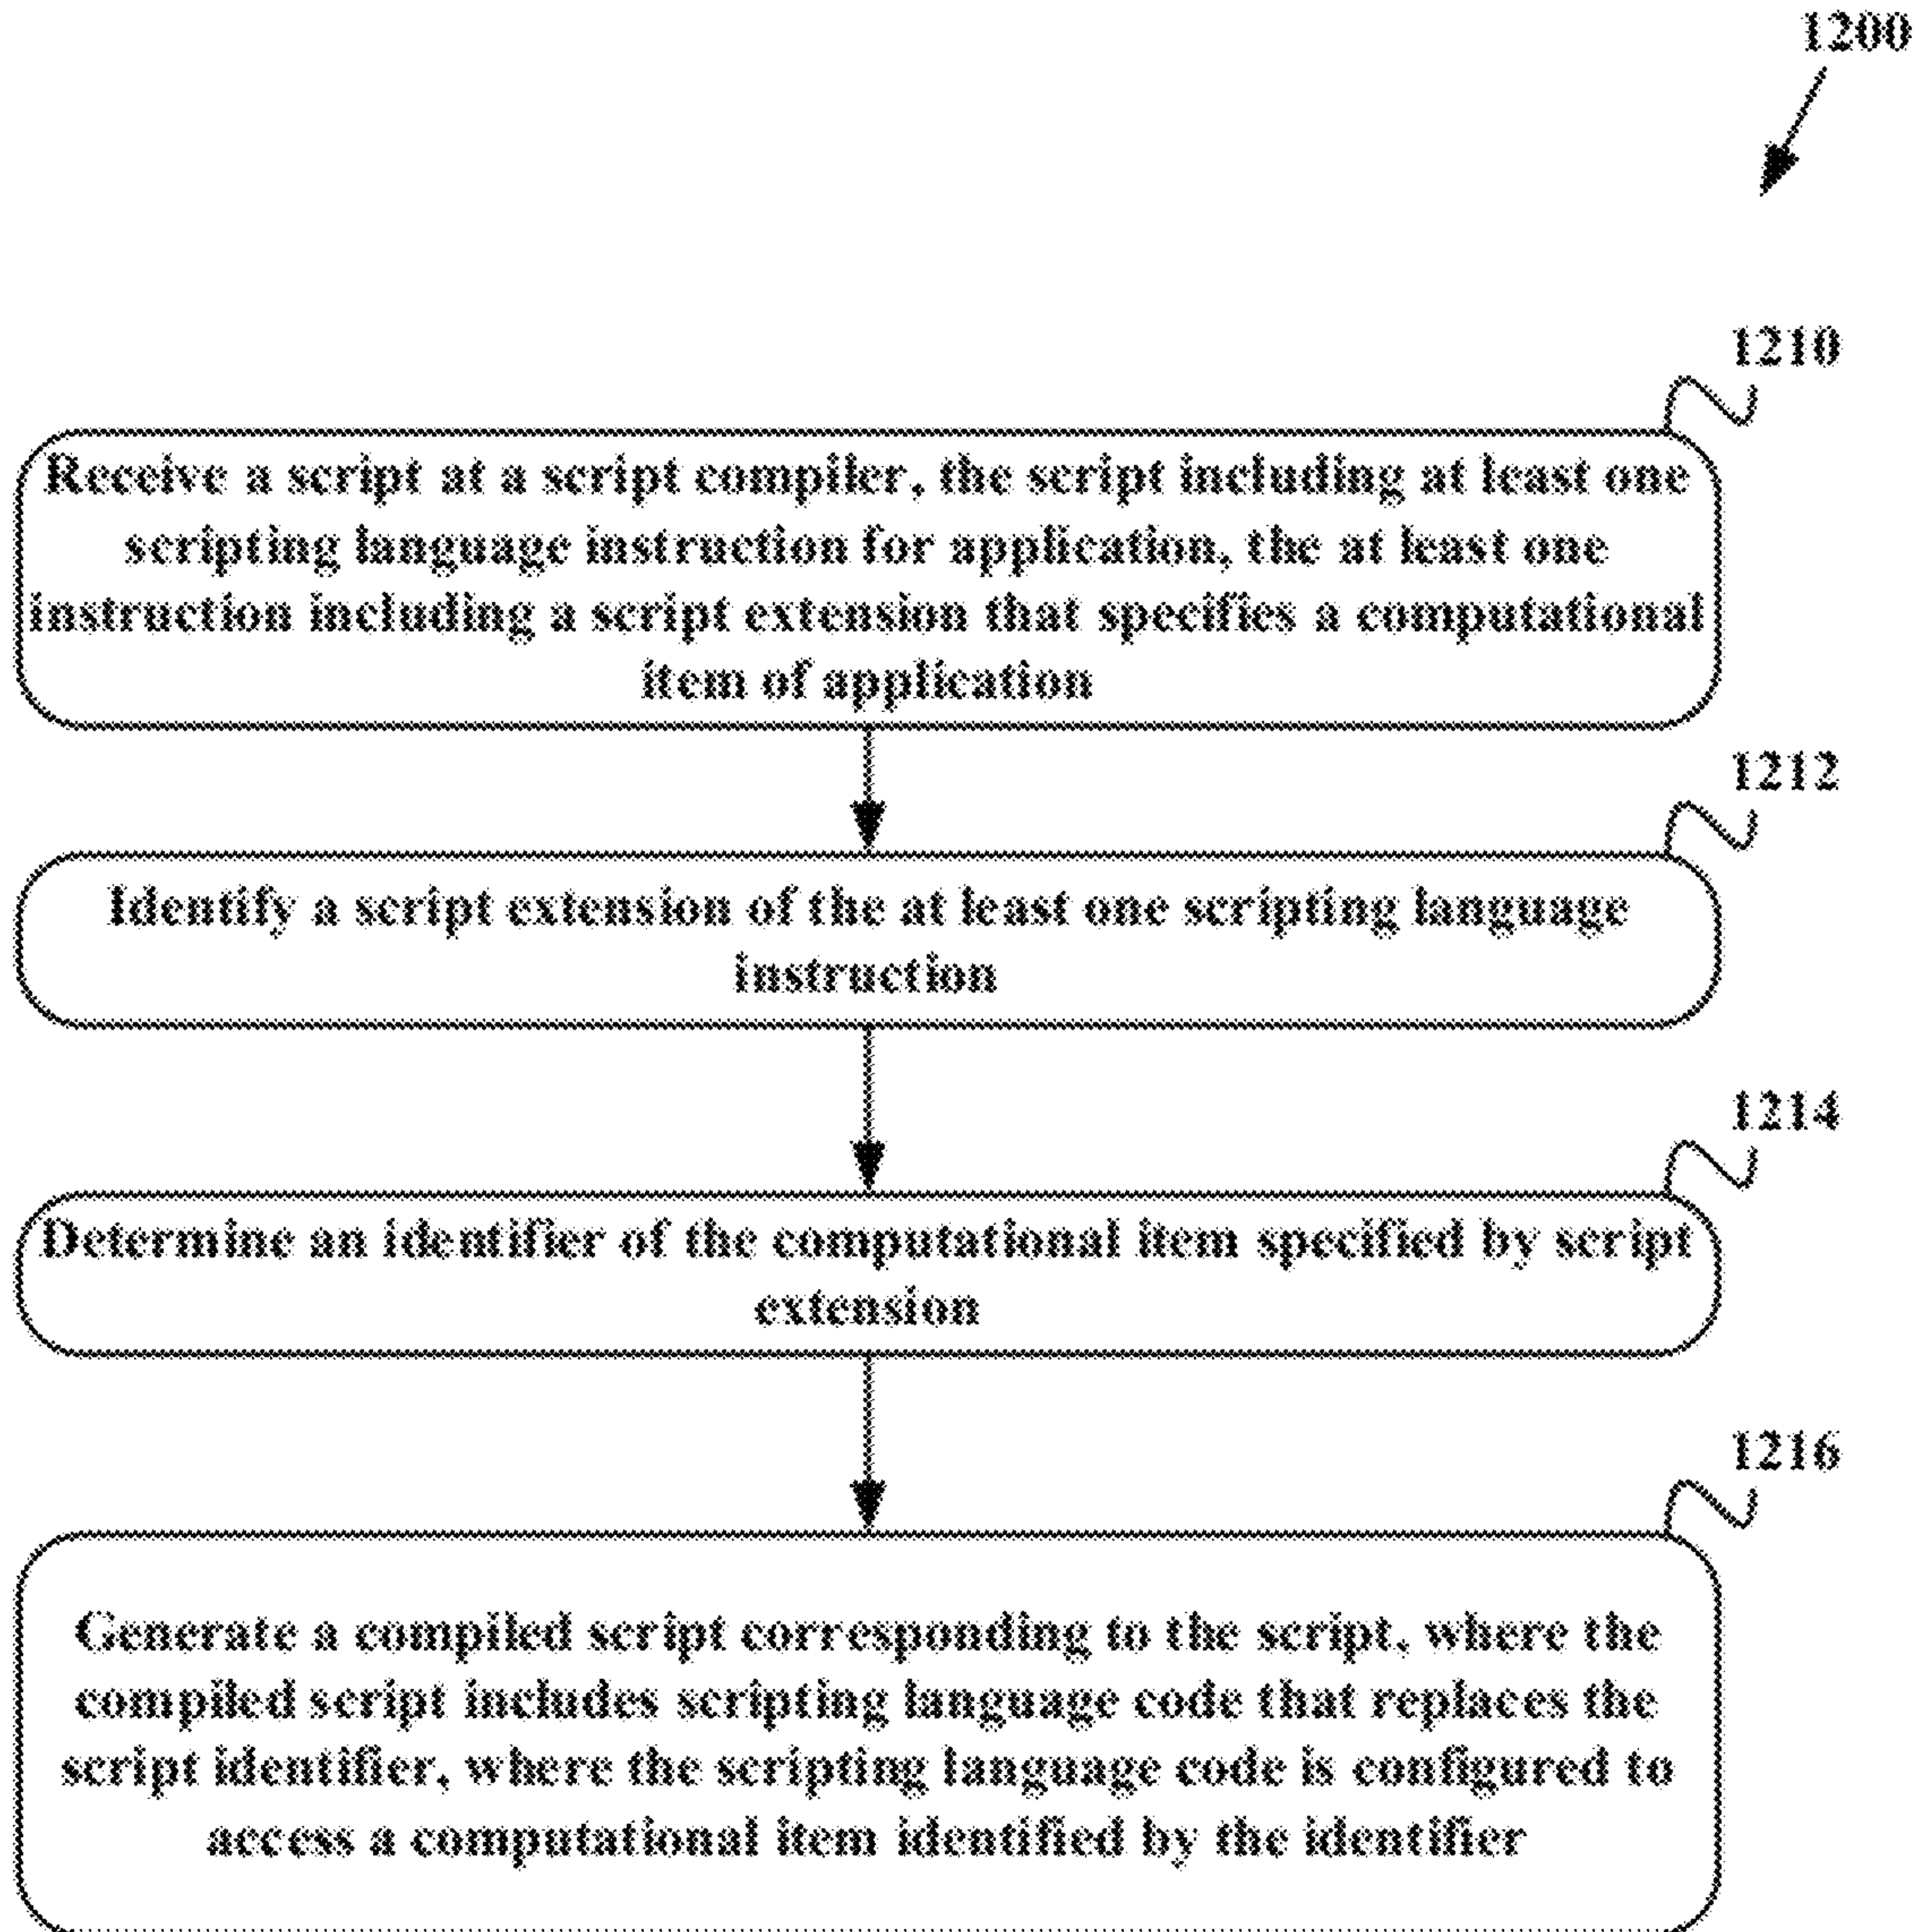 1200
1210
Receive a script at a script compiler, the script including at least one
scripting language instruction for application, the at least one
instruction including a script extension that specifies a computational
item of application
1212
Identify a script extension of the at least one scripting language
instruction
1214
Determine an identifier of the computational item specified by script
extension
1216
Generate a compiled script corresponding to the script, where the
compiled script includes scripting language code that replaces the
script identifier, where the scripting language code is configured to
access a computational item identified by the identifier